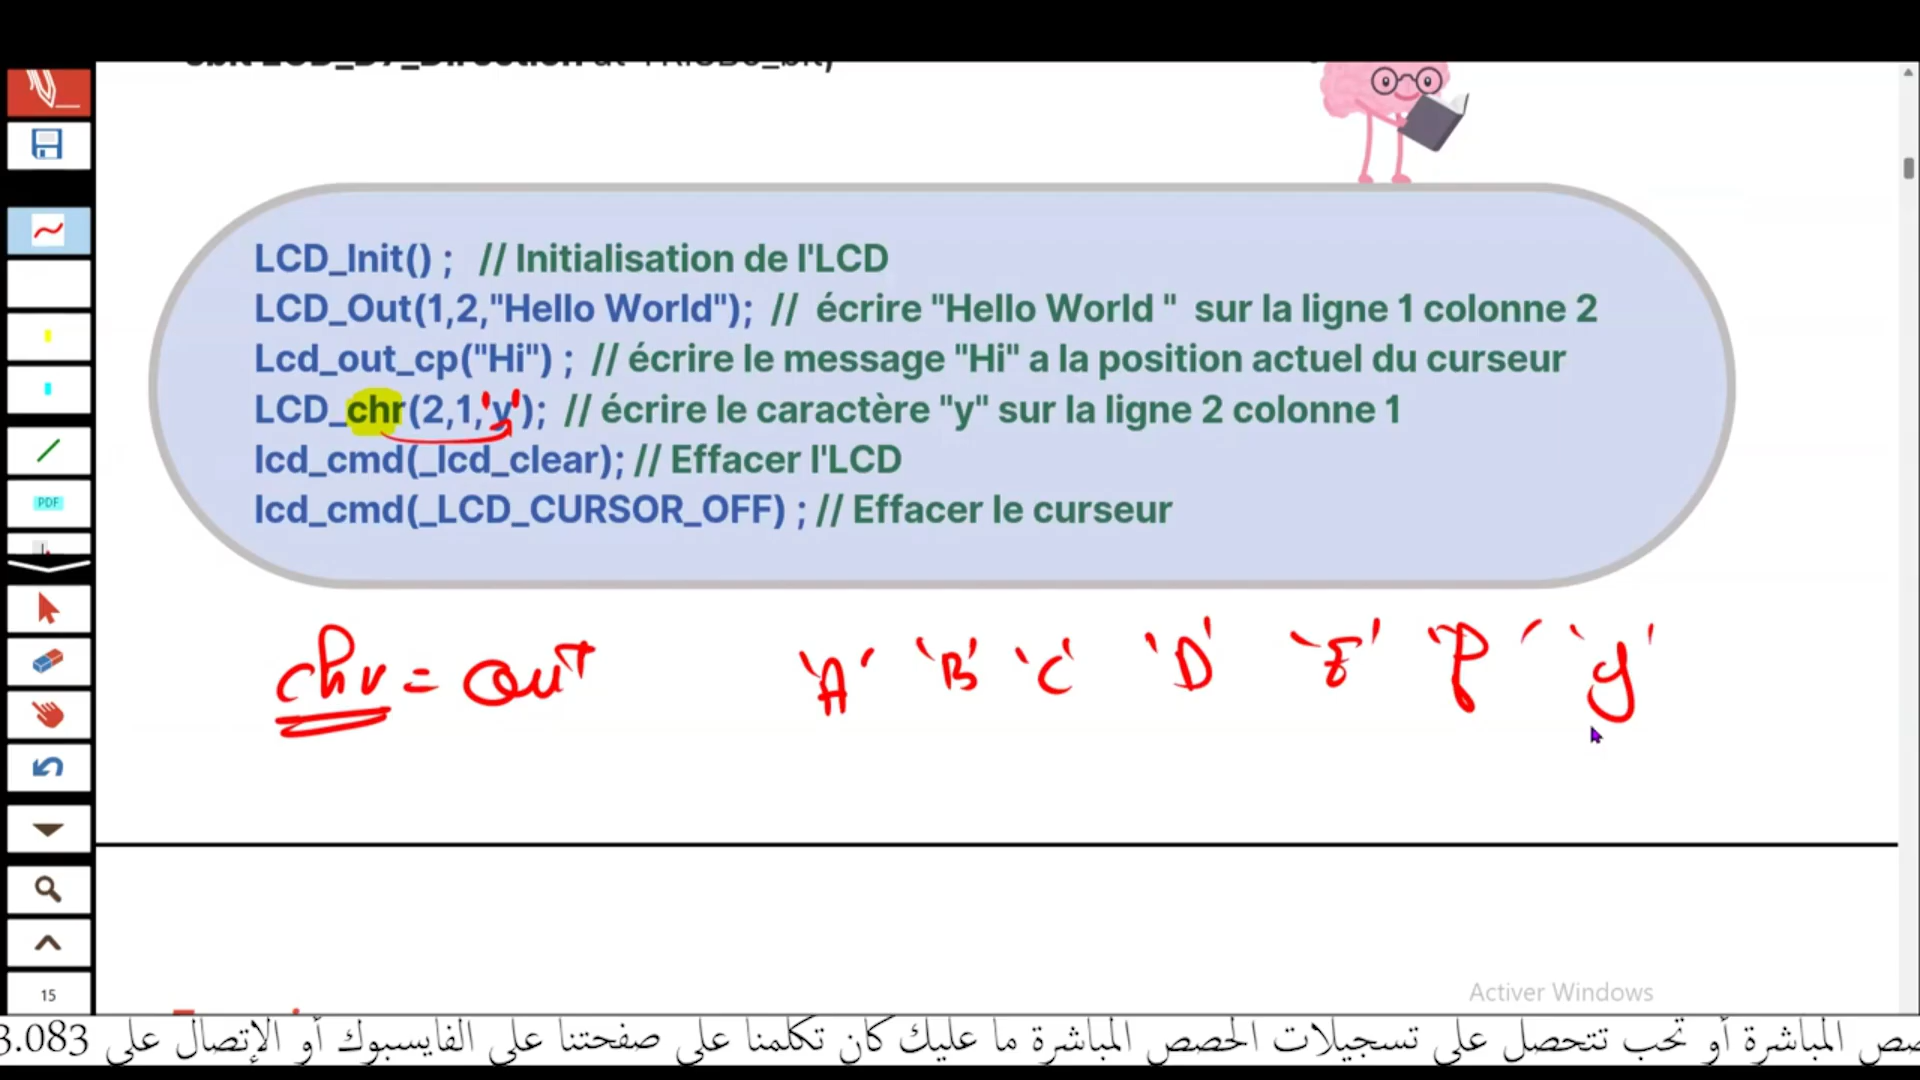 LCD_Init() ; // Initialisation de l'LCD
LCD_Out(1,2,"Hello World"); // écrire "Hello World " sur la ligne 1 colonne 2
Lcd_out_cp("Hi") ; // écrire le message "Hi" a la position actuel du curseur
LCD_chr(2,1,'y'); // écrire le caractère "y" sur la ligne 2 colonne 1
lcd_cmd(_lcd_clear); // Effacer l'LCD
lcd_cmd(_LCD_CURSOR_OFF) ; // Effacer le curseur
chr = Out 'A' 'B' 'C' 'D' 'E' 'P' 'y'
PDF
15
Activer Windows
المباشرة أو تحب تتحصل على تسجيلات الحصص المباشرة ما عليك كان تكلمنا على صفحتنا على الفايسبوك أو الإتصال على 3.083